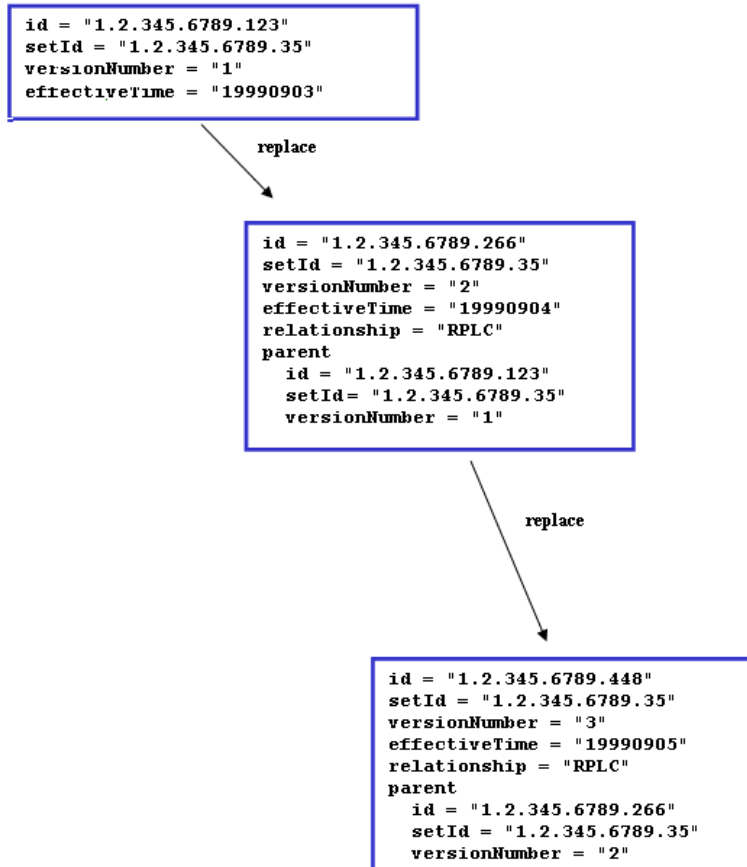 id = "1.2.345.6789.123"
setId = "1.2.345.6789.35"
versionNumber = "1"
effectiveTime = "19990903"
replace
id = "1.2.345.6789.266"
setId = "1.2.345.6789.35"
versionNumber = "2"
effectiveTime = "19990904"
relationship = "RPLC"
parent
id = "1.2.345.6789.123"
setId= "1.2.345.6789.35"
versionNumber = "1"
replace
id = "1.2.345.6789.448"
setId = "1.2.345.6789.35"
versionNumber = "3"
effectiveTime = "19990905"
relationship = "RPLC"
parent
id = "1.2.345.6789.266"
setId = "1.2.345.6789.35"
versionNumber = "2"